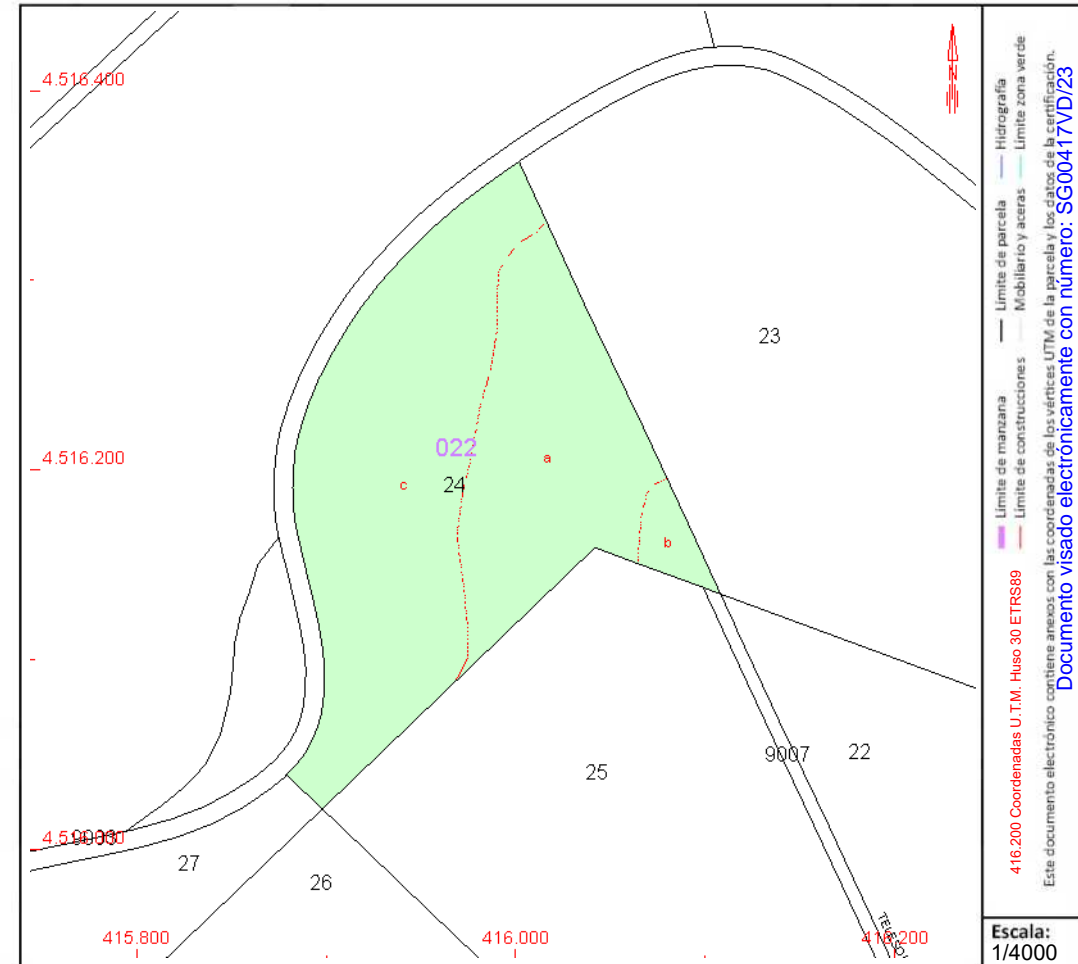 4.516.400
N
23
4.516.200
022
a
c
24
b
9007
22
25
9003
27
26
415.800
416.000
416.200
Límite de manzana
Límite de parcela
Hidrografía
Límite de construcciones
Mobiliario y aceras
Límite zona verde
416.200 Coordenadas U.T.M. Huso 30 ETRS89
Este documento electrónico contiene anexos con las coordenadas de los vértices UTM de la parcela y los datos de la certificación.
Documento visado electrónicamente con número: SG00417VD/23
Escala:
1/4000